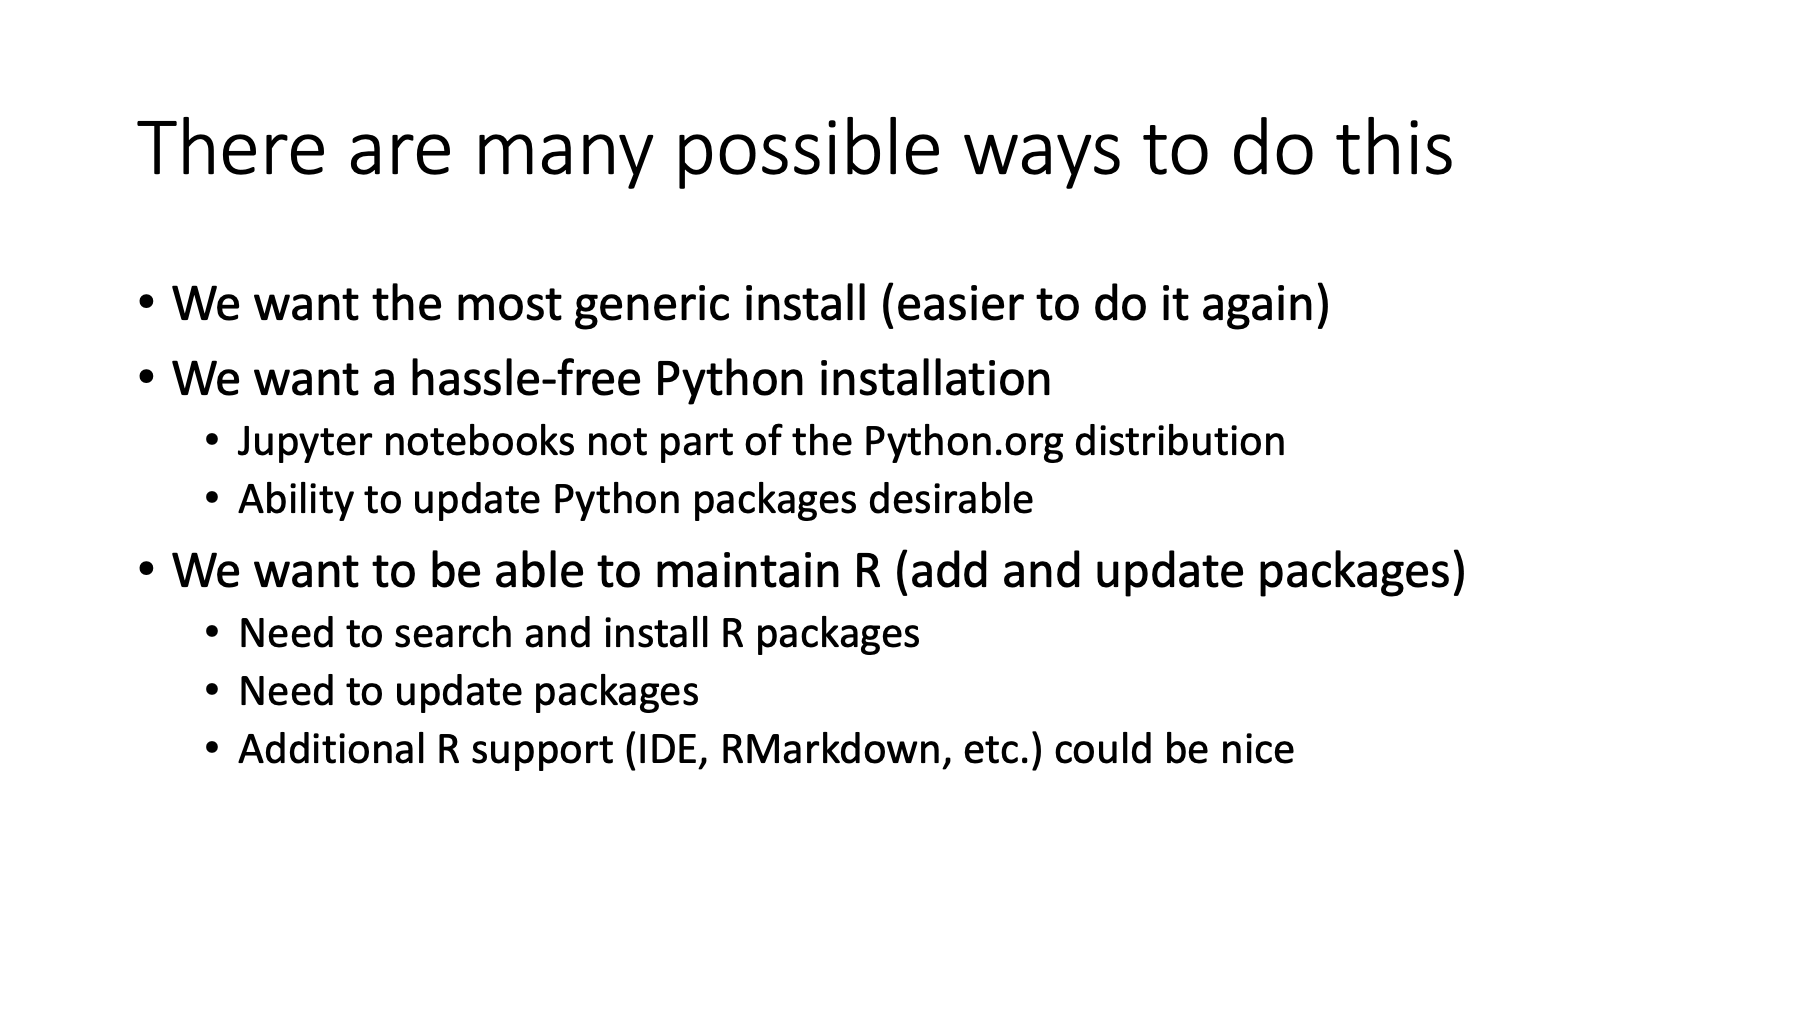 There are many possible ways to do this
• We want the most generic install (easier to do it again)
• We want a hassle-free Python installation
• Jupyter notebooks not part of the Python.org distribution
• Ability to update Python packages desirable
• We want to be able to maintain R (add and update packages)
• Need to search and install R packages
• Need to update packages
• Additional R support (IDE, RMarkdown, etc.) could be nice